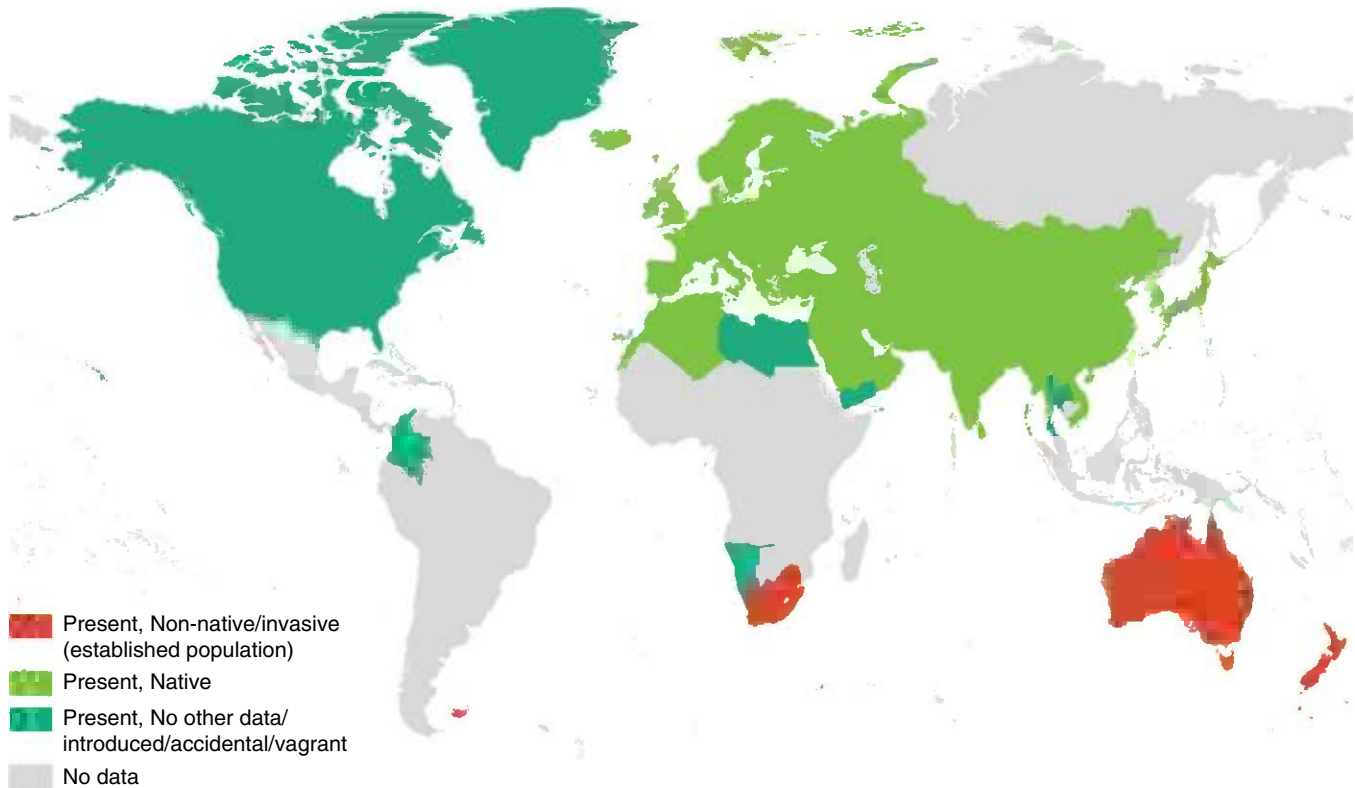 Present, Non-native/invasive
(established population)
Present, Native
Present, No other data/
introduced/accidental/vagrant
No data